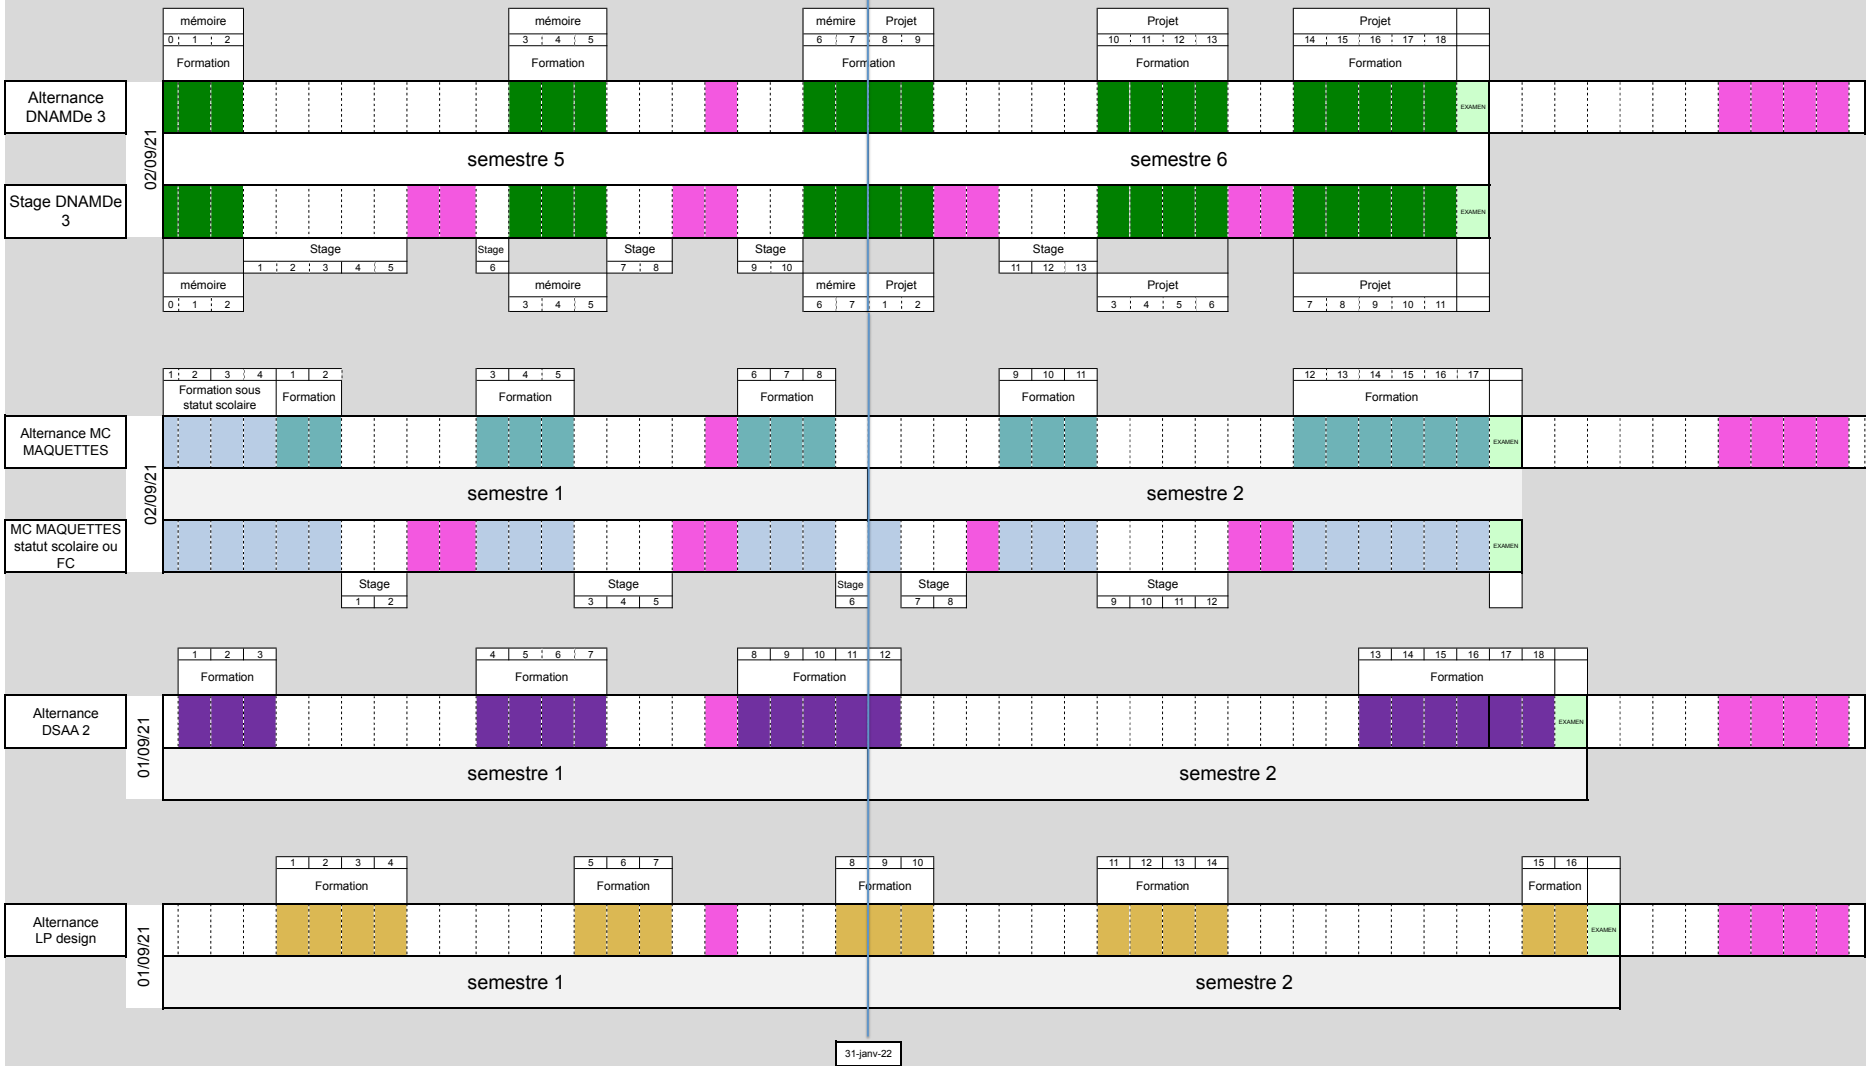 mémoire mémoire mémire Projet Projet Projet
0 1 2 3 4 5 6 7 8 9 10 11 12 13 14 15 16 17 18
Formation Formation Formation Formation Formation
Alternance
DNAMDe 3
EXAMEN
02/09/21
semestre 5 semestre 6
Stage DNAMDe
3
EXAMEN
Stage Stage Stage Stage Stage
1 2 3 4 5 6 7 8 9 10 11 12 13
mémoire mémoire mémire Projet Projet Projet
0 1 2 3 4 5 6 7 1 2 3 4 5 6 7 8 9 10 11
1 2 3 4 1 2 3 4 5 6 7 8 9 10 11 12 13 14 15 16 17
Formation sous
statut scolaire
Formation Formation Formation Formation Formation
Alternance MC
MAQUETTES
EXAMEN
02/09/21
semestre 1 semestre 2
MC MAQUETTES
statut scolaire ou
FC
EXAMEN
Stage Stage Stage Stage Stage
1 2 3 4 5 6 7 8 9 10 11 12
1 2 3 4 5 6 7 8 9 10 11 12 13 14 15 16 17 18
Formation Formation Formation Formation
Alternance
DSAA 2
EXAMEN
01/09/21
semestre 1 semestre 2
1 2 3 4 5 6 7 8 9 10 11 12 13 14 15 16
Formation Formation Formation Formation Formation
Alternance
LP design
EXAMEN
01/09/21
semestre 1 semestre 2
31-janv-22